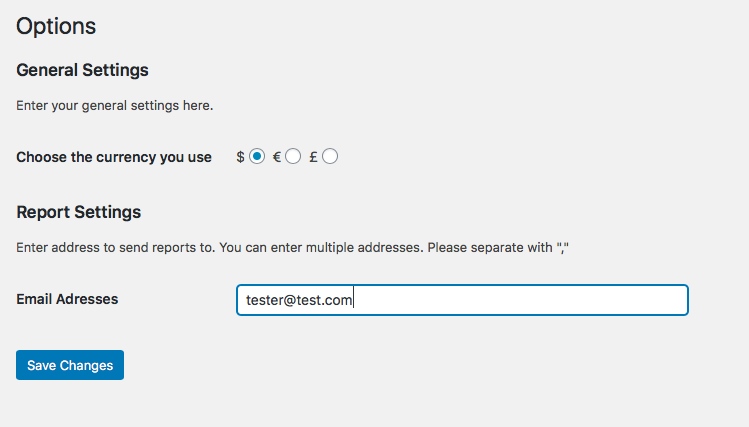 Options
General Settings
Enter your general settings here.
Choose the currency you use $ € £
Report Settings
Enter address to send reports to. You can enter multiple addresses. Please separate with ","
Email Adresses tester@test.com
Save Changes